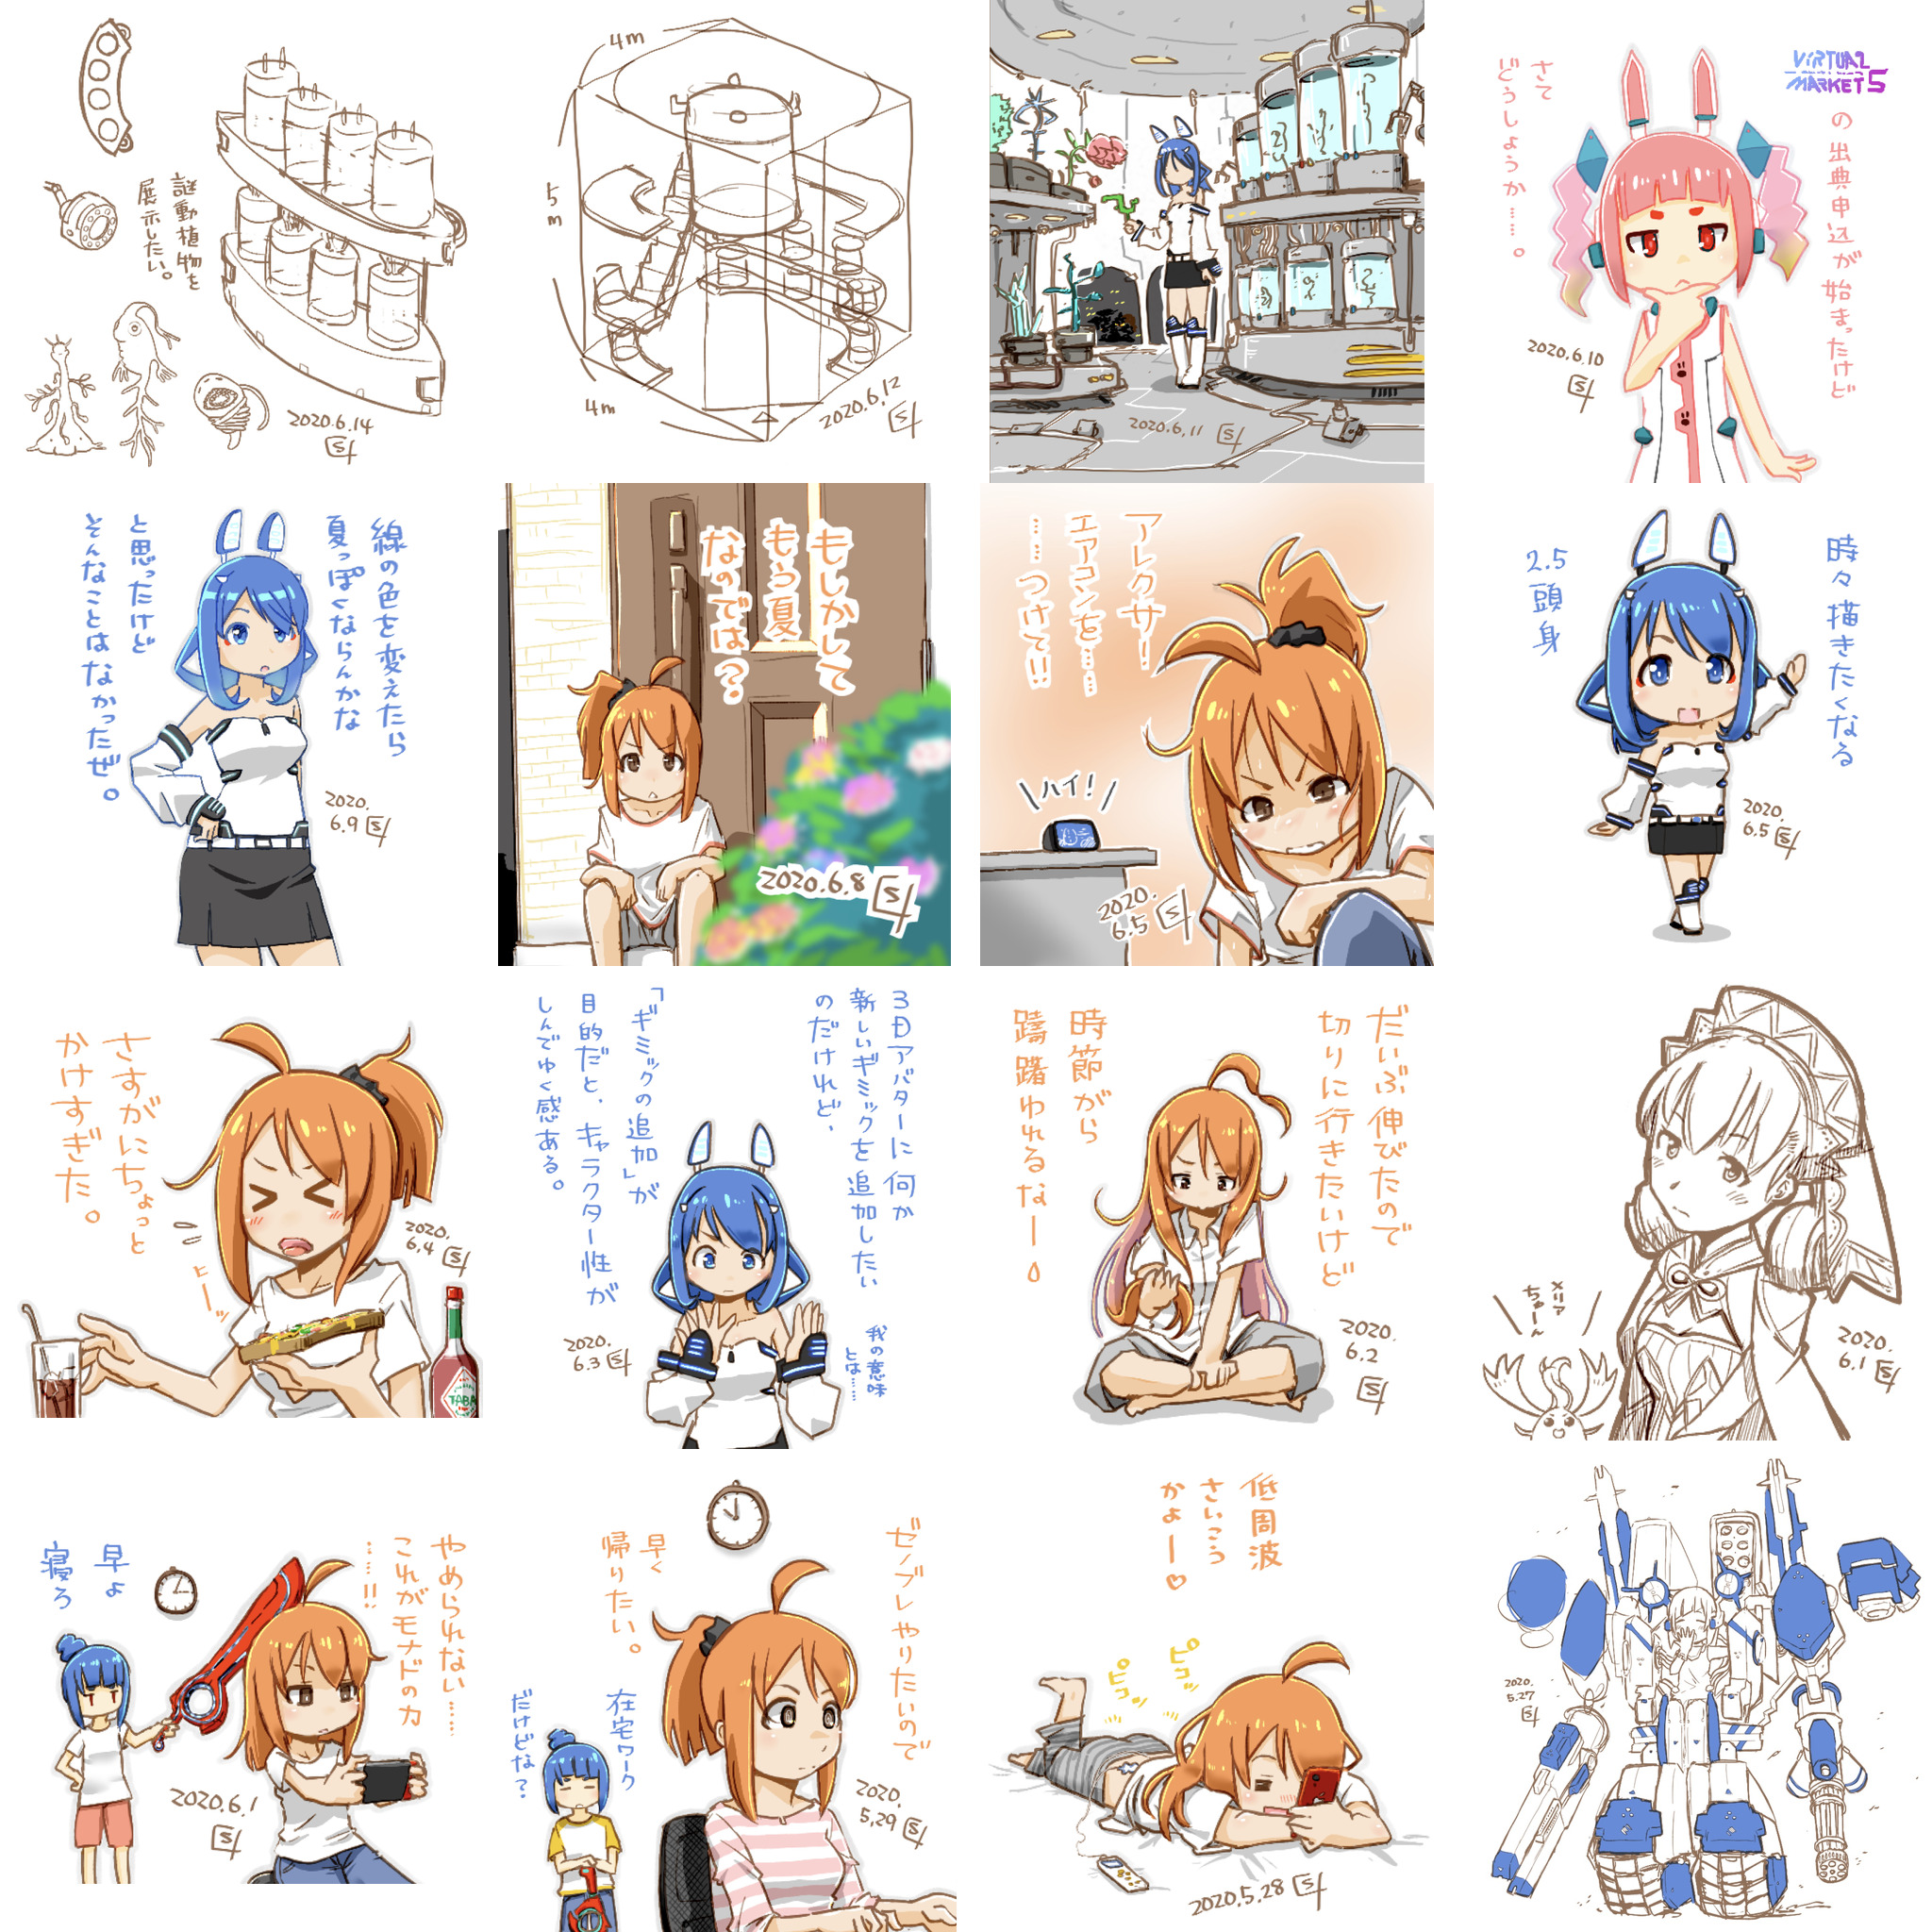 謎動植物を
展示したい。
2020.6.14
4m
5m
4m
2020.6.12
2020.6.11
VIRTUAL
MARKET 5
の出典申込が始まったけど
さて
どうしようか……。
2020.6.10
線の色を変えたら
夏っぽくならんかな
と思ったけど
そんなことはなかったぜ。
2020.
6.9
もしかして
もう夏
なのでは?
2020.6.8
アレクサ!
エアコンを……
……つけて!!
ハイ!
2020.
6.5
時々描きたくなる
2.5
頭身
2020.
6.5
さすがにちょっと
かけすぎた。
ヒーッ
2020.
6.4
TABA
3Dアバターに何か
新しいギミックを追加したい
のだけれど、
「ギミックの追加」が
目的だと、キャラクター性が
しんでゆく感ある。
我の意味
とは……
2020.
6.3
だいぶ伸びたので
切りに行きたいけど
時節がら
躊躇われるなー。
2020.
6.2
メリア
ちゃーん
2020.
6.1
やめられない……
これがモナドの力
……!!
早よ
寝ろ
2020.6.1
ゼノブレやりたいので
早く
帰りたい。
在宅ワーク
だけどな?
2020.
5.29
低周波
さいこう
かよー♡
ピコッ
ピコッ
2020.5.28
2020.
5.27